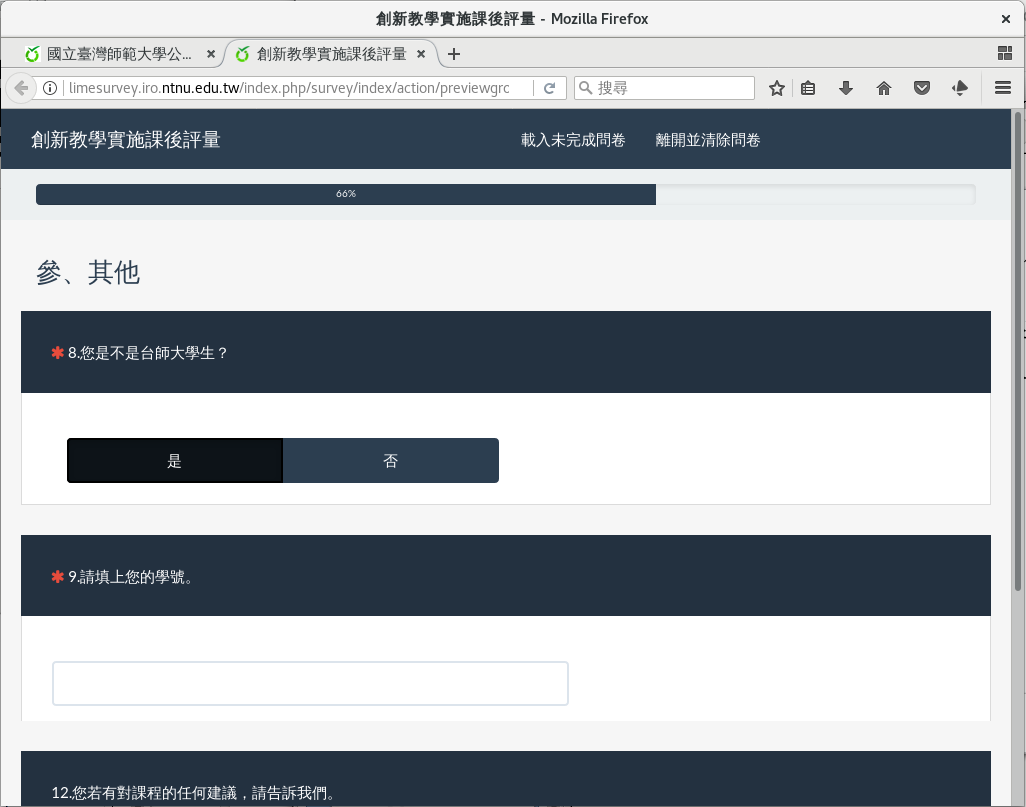 創新教學實施課後評量 - Mozilla Firefox
國立臺灣師範大學公...
創新教學實施課後評量
limesurvey.iro.ntnu.edu.tw/index.php/survey/index/action/previewgrc
搜尋
創新教學實施課後評量
載入未完成問卷
離開並清除問卷
66%
參、其他
8.您是不是台師大學生？
是
否
9.請填上您的學號。
12.您若有對課程的任何建議，請告訴我們。